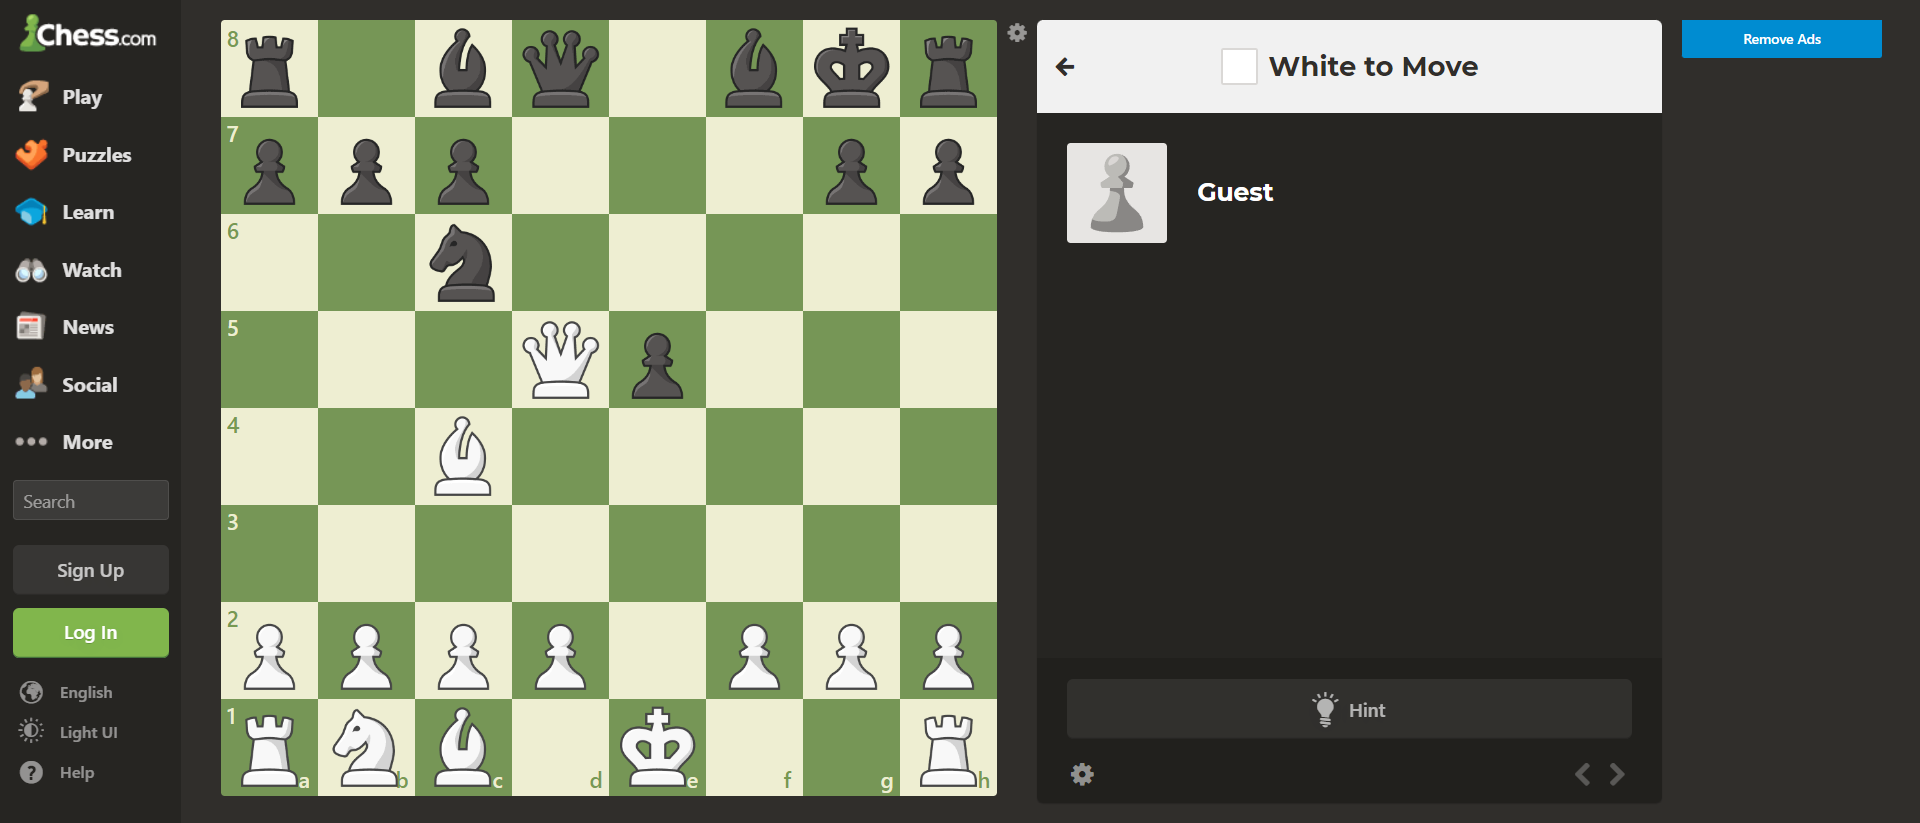 Chess.com
Play
Puzzles
Learn
Watch
News
Social
More
Search
Sign Up
Log In
English
Light UI
Help
8
7
6
5
4
3
2
1
a b c d e f g h
White to Move
Guest
Hint
Remove Ads